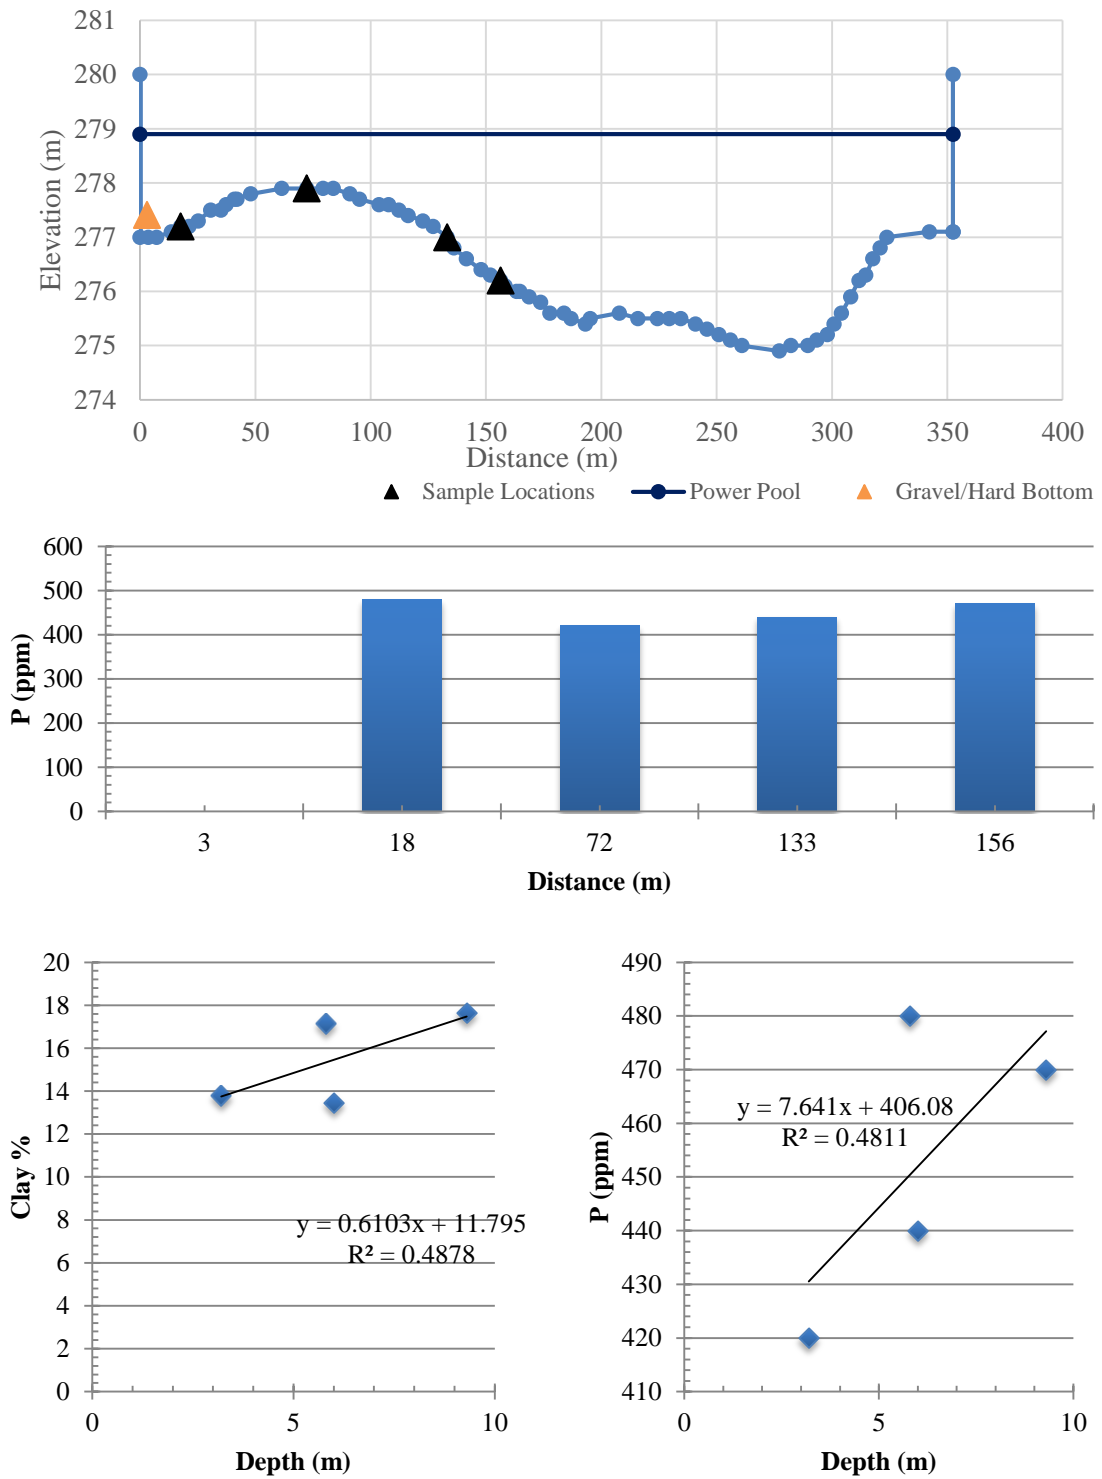 281
280
279
278
277
276
275
274
Elevation (m)
0 50 100 150 200 250 300 350 400
Distance (m)
Sample Locations Power Pool Gravel/Hard Bottom
600
500
400
300
200
100
0
P (ppm)
3 18 72 133 156
Distance (m)
20
18
16
14
12
10
8
6
4
2
0
Clay %
y = 0.6103x + 11.795
R² = 0.4878
0 5 10
Depth (m)
490
480
470
460
450
440
430
420
410
P (ppm)
y = 7.641x + 406.08
R² = 0.4811
0 5 10
Depth (m)